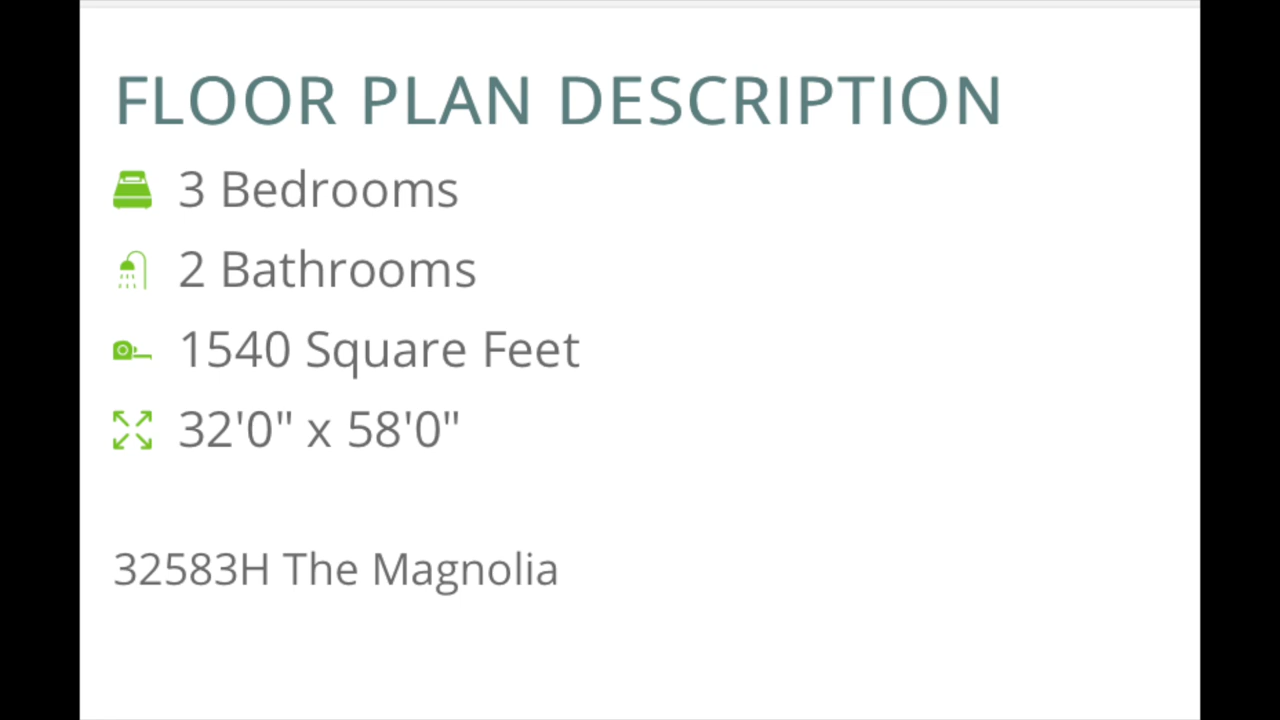 FLOOR PLAN DESCRIPTION
3 Bedrooms
2 Bathrooms
1540 Square Feet
32'0" x 58'0"
32583H The Magnolia